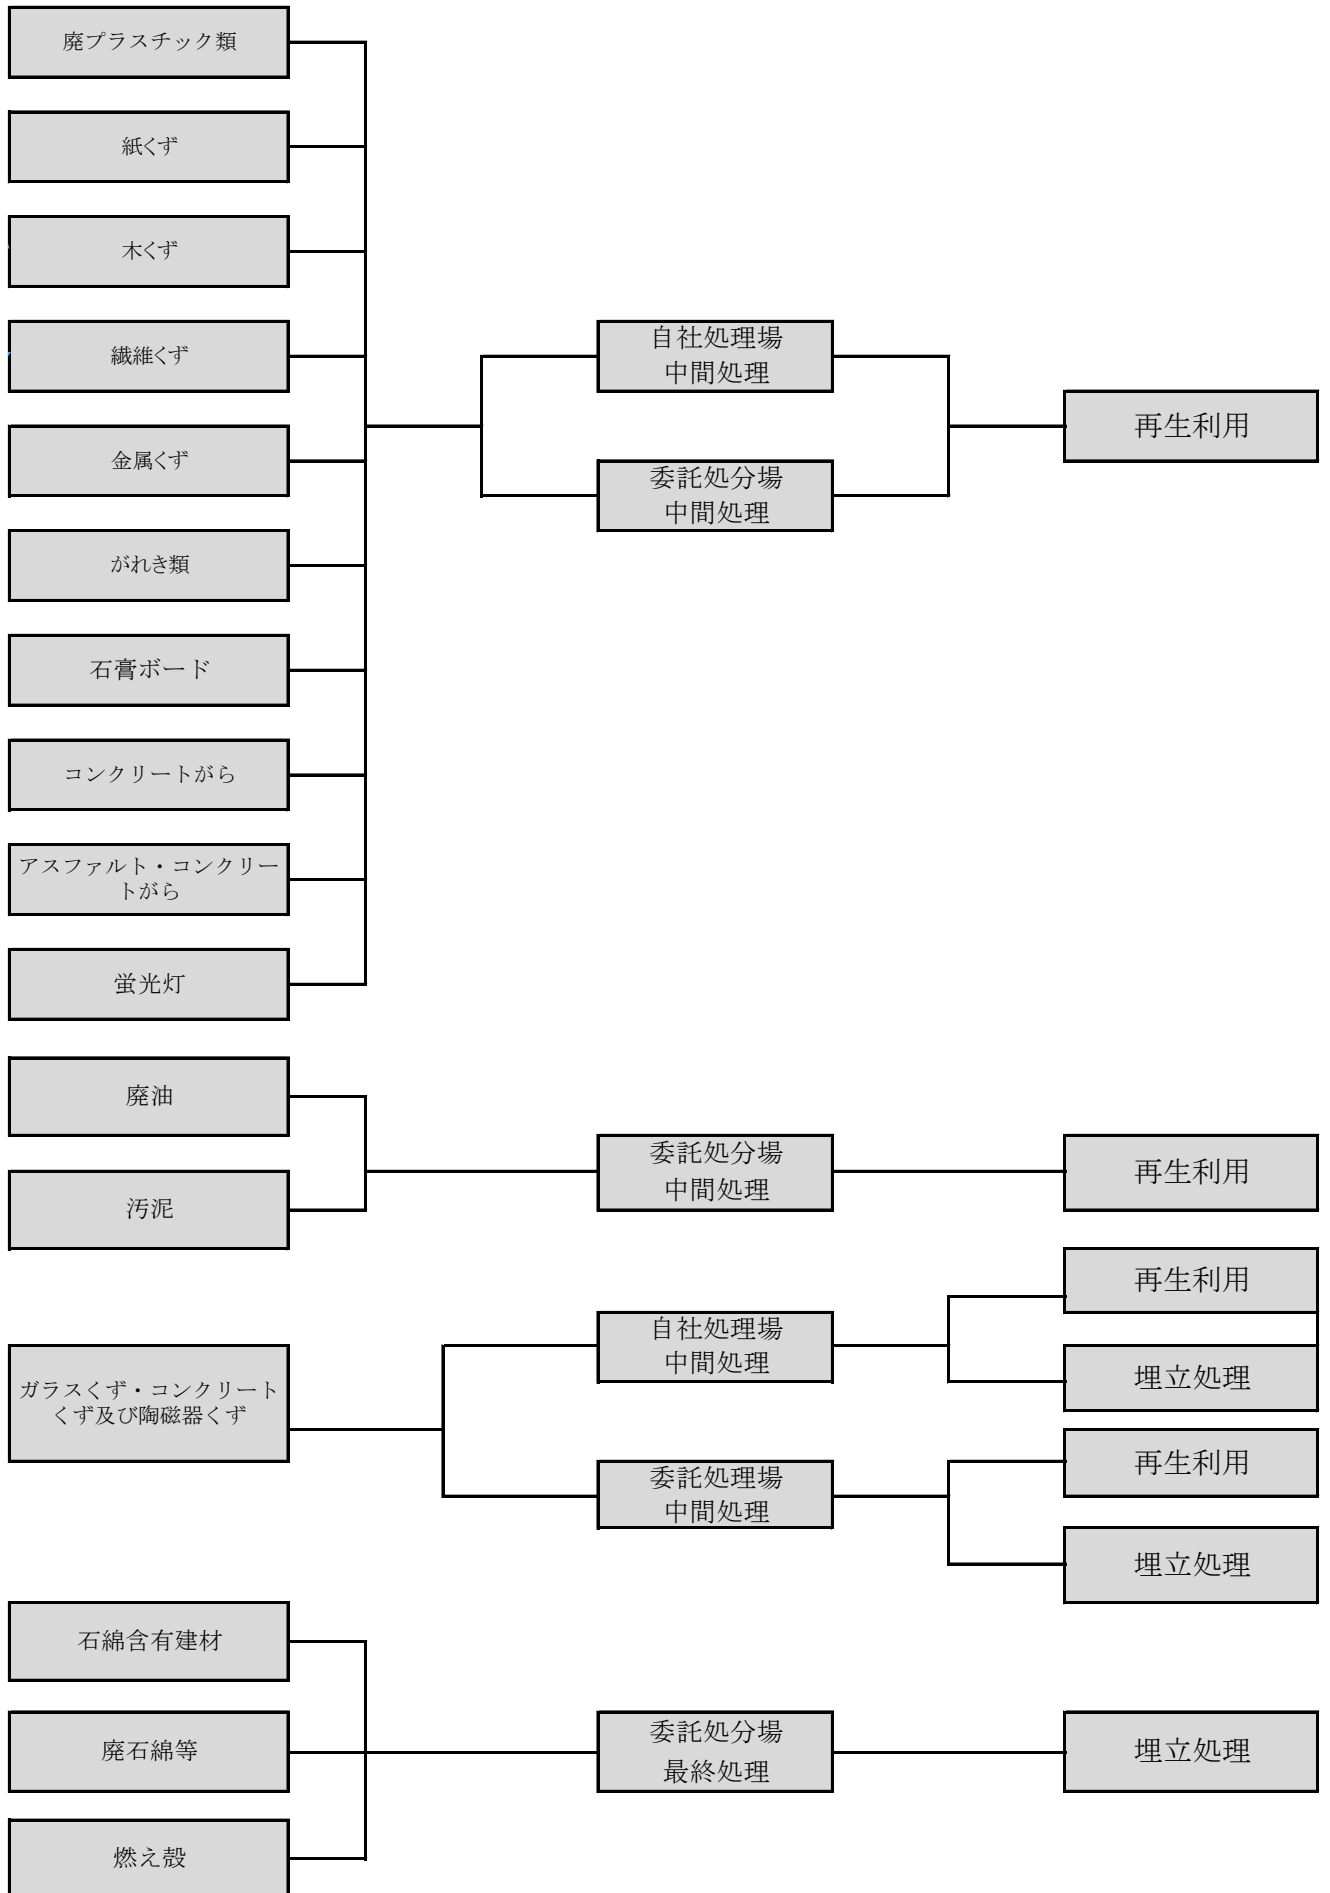 廃プラスチック類
紙くず
木くず
繊維くず
金属くず
がれき類
石膏ボード
コンクリートがら
アスファルト・コンクリー
トがら
蛍光灯
自社処理場
中間処理
委託処分場
中間処理
再生利用
廃油
汚泥
委託処分場
中間処理
再生利用
ガラスくず・コンクリート
くず及び陶磁器くず
自社処理場
中間処理
再生利用
埋立処理
委託処理場
中間処理
再生利用
埋立処理
石綿含有建材
廃石綿等
燃え殻
委託処分場
最終処理
埋立処理